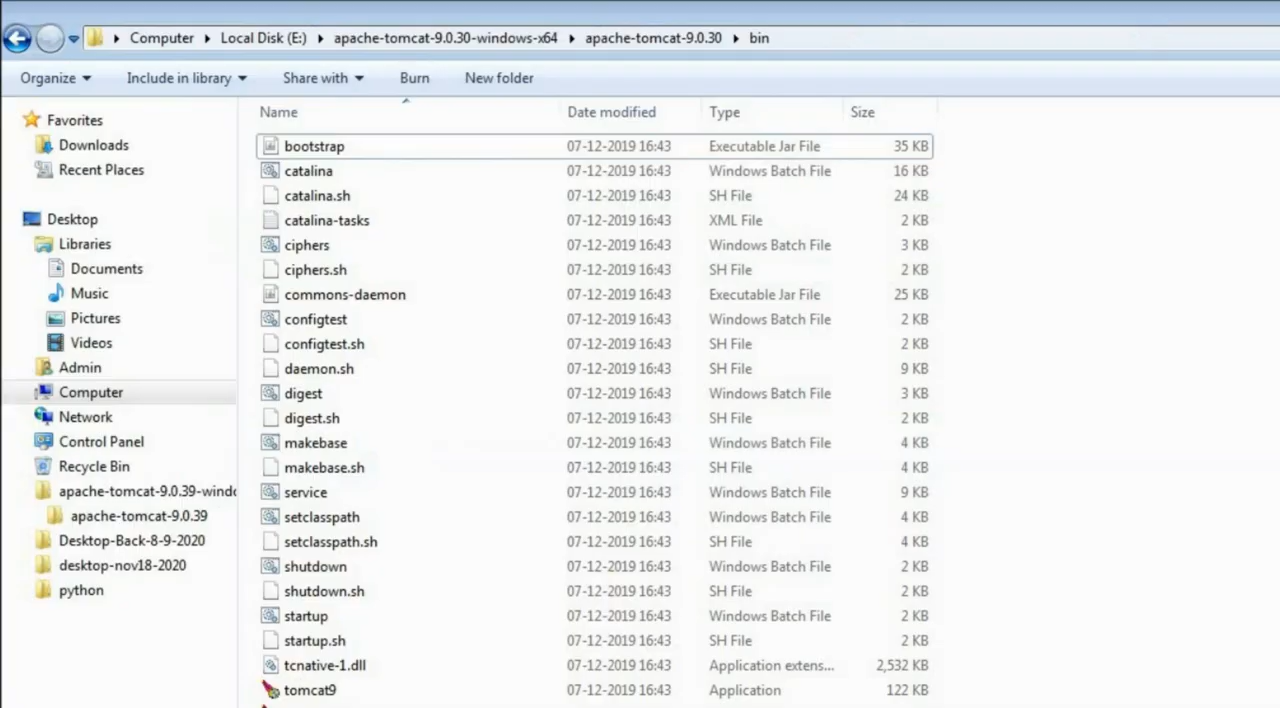 Computer Local Disk (E:) apache-tomcat-9.0.30-windows-x64 apache-tomcat-9.0.30 bin
Organize Include in library Share with Burn New folder
Favorites
Downloads
Recent Places
Desktop
Libraries
Documents
Music
Pictures
Videos
Admin
Computer
Network
Control Panel
Recycle Bin
apache-tomcat-9.0.39-windo
apache-tomcat-9.0.39
Desktop-Back-8-9-2020
desktop-nov18-2020
python
Name Date modified Type Size
bootstrap 07-12-2019 16:43 Executable Jar File 35 KB
catalina 07-12-2019 16:43 Windows Batch File 16 KB
catalina.sh 07-12-2019 16:43 SH File 24 KB
catalina-tasks 07-12-2019 16:43 XML File 2 KB
ciphers 07-12-2019 16:43 Windows Batch File 3 KB
ciphers.sh 07-12-2019 16:43 SH File 2 KB
commons-daemon 07-12-2019 16:43 Executable Jar File 25 KB
configtest 07-12-2019 16:43 Windows Batch File 2 KB
configtest.sh 07-12-2019 16:43 SH File 2 KB
daemon.sh 07-12-2019 16:43 SH File 9 KB
digest 07-12-2019 16:43 Windows Batch File 3 KB
digest.sh 07-12-2019 16:43 SH File 2 KB
makebase 07-12-2019 16:43 Windows Batch File 4 KB
makebase.sh 07-12-2019 16:43 SH File 4 KB
service 07-12-2019 16:43 Windows Batch File 9 KB
setclasspath 07-12-2019 16:43 Windows Batch File 4 KB
setclasspath.sh 07-12-2019 16:43 SH File 4 KB
shutdown 07-12-2019 16:43 Windows Batch File 2 KB
shutdown.sh 07-12-2019 16:43 SH File 2 KB
startup 07-12-2019 16:43 Windows Batch File 2 KB
startup.sh 07-12-2019 16:43 SH File 2 KB
tcnative-1.dll 07-12-2019 16:43 Application extens... 2,532 KB
tomcat9 07-12-2019 16:43 Application 122 KB